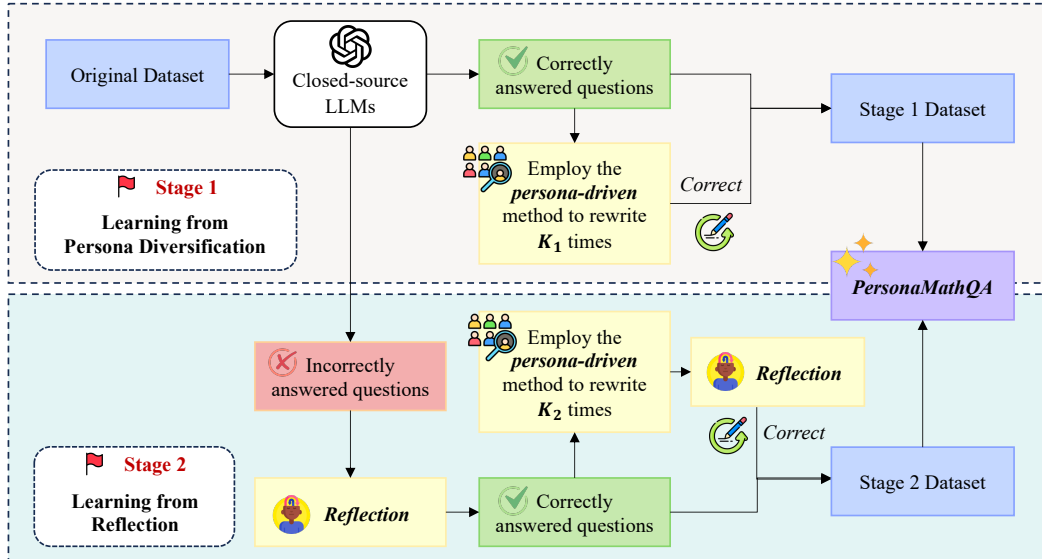 Original Dataset
Closed-source
LLMs
Correctly
answered questions
Stage 1 Dataset
Employ the
persona-driven
method to rewrite
K₁ times
Correct
Stage 1
Learning from
Persona Diversification
PersonaMathQA
Incorrectly
answered questions
Employ the
persona-driven
method to rewrite
K₂ times
Reflection
Correct
Stage 2
Learning from
Reflection
Reflection
Correctly
answered questions
Stage 2 Dataset